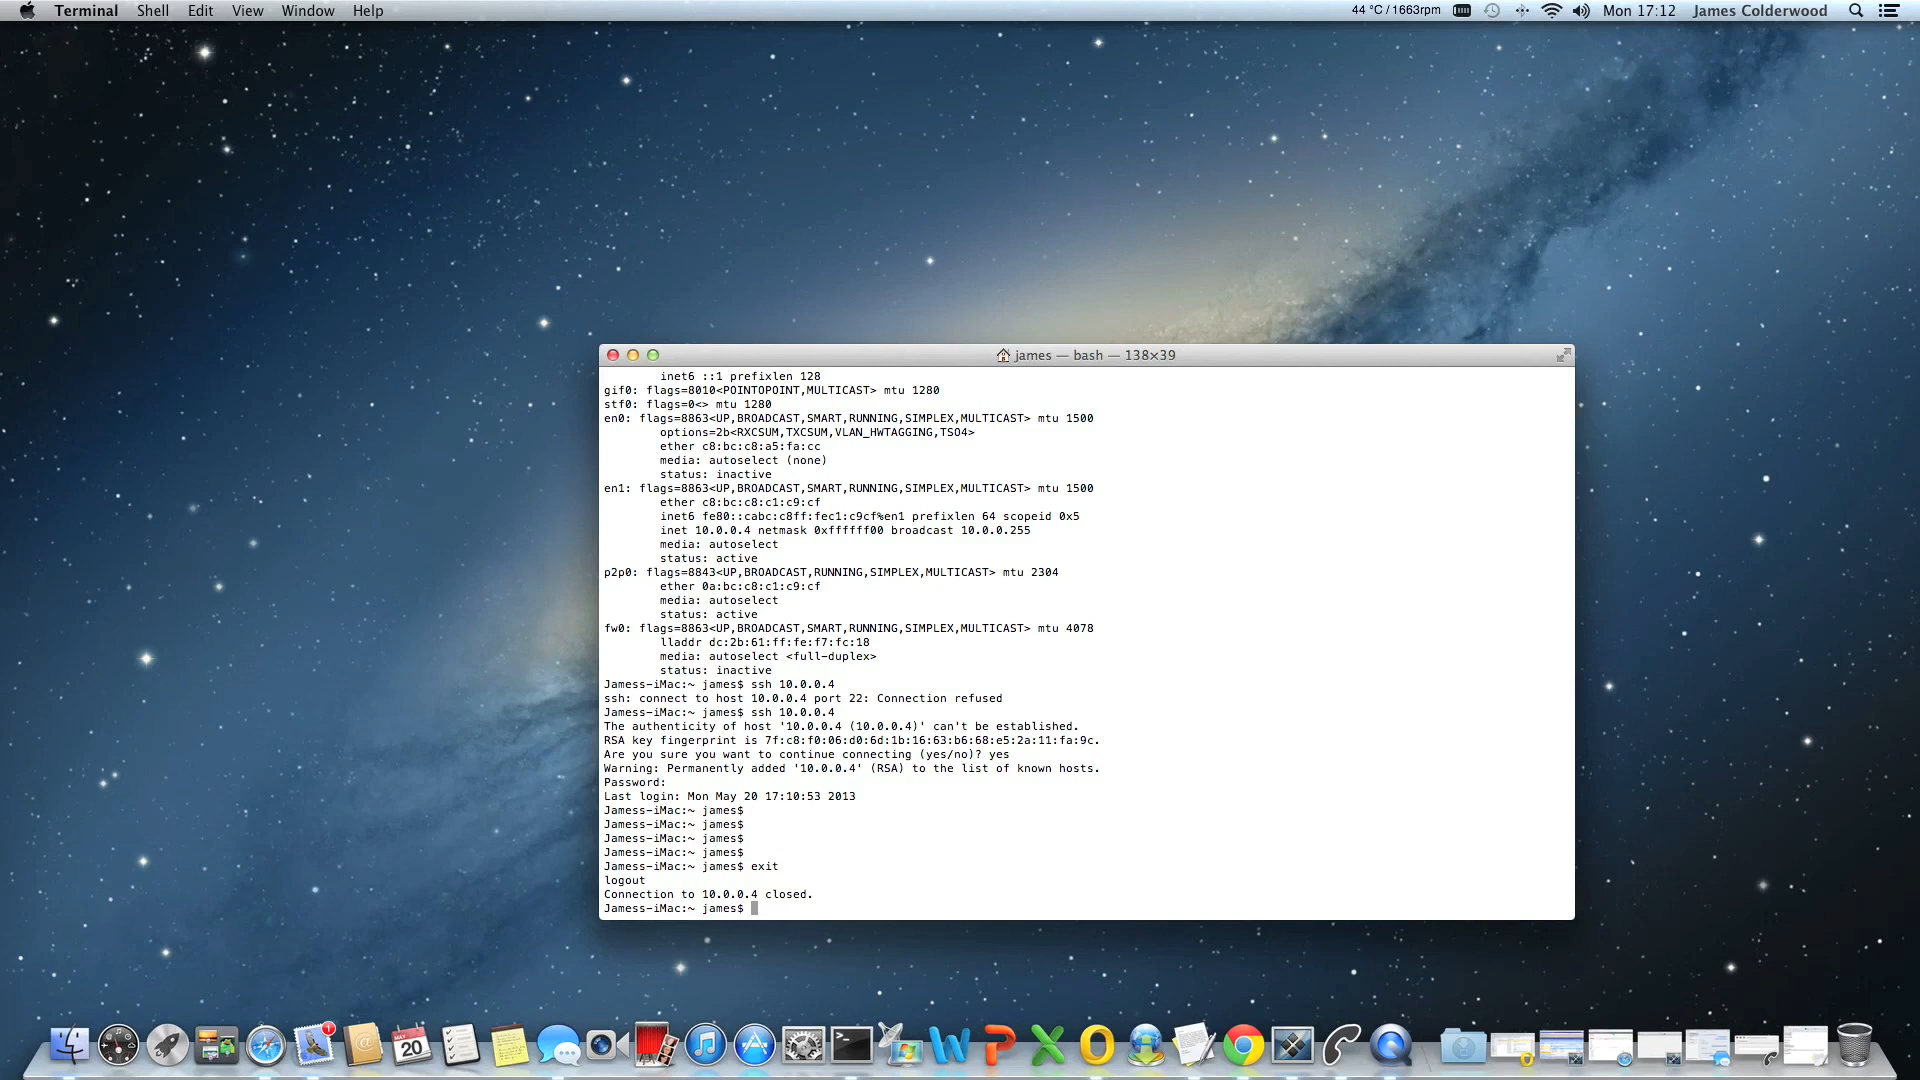 Terminal Shell Edit View Window Help 44 °C / 1663rpm Mon 17:12 James Colderwood
james — bash — 138×39
inet6 ::1 prefixlen 128
gif0: flags=8010<POINTOPOINT,MULTICAST> mtu 1280
stf0: flags=0<> mtu 1280
en0: flags=8863<UP,BROADCAST,SMART,RUNNING,SIMPLEX,MULTICAST> mtu 1500
options=2b<RXCSUM,TXCSUM,VLAN_HWTAGGING,TSO4>
ether c8:bc:c8:a5:fa:cc
media: autoselect (none)
status: inactive
en1: flags=8863<UP,BROADCAST,SMART,RUNNING,SIMPLEX,MULTICAST> mtu 1500
ether c8:bc:c8:c1:c9:cf
inet6 fe80::cabc:c8ff:fec1:c9cf%en1 prefixlen 64 scopeid 0x5
inet 10.0.0.4 netmask 0xffffff00 broadcast 10.0.0.255
media: autoselect
status: active
p2p0: flags=8843<UP,BROADCAST,RUNNING,SIMPLEX,MULTICAST> mtu 2304
ether 0a:bc:c8:c1:c9:cf
media: autoselect
status: active
fw0: flags=8863<UP,BROADCAST,SMART,RUNNING,SIMPLEX,MULTICAST> mtu 4078
lladdr dc:2b:61:ff:fe:f7:fc:18
media: autoselect <full-duplex>
status: inactive
Jamess-iMac:~ james$ ssh 10.0.0.4
ssh: connect to host 10.0.0.4 port 22: Connection refused
Jamess-iMac:~ james$ ssh 10.0.0.4
The authenticity of host '10.0.0.4 (10.0.0.4)' can't be established.
RSA key fingerprint is 7f:c8:f0:06:d0:6d:1b:16:63:b6:68:e5:2a:11:fa:9c.
Are you sure you want to continue connecting (yes/no)? yes
Warning: Permanently added '10.0.0.4' (RSA) to the list of known hosts.
Password:
Last login: Mon May 20 17:10:53 2013
Jamess-iMac:~ james$
Jamess-iMac:~ james$
Jamess-iMac:~ james$
Jamess-iMac:~ james$
Jamess-iMac:~ james$ exit
logout
Connection to 10.0.0.4 closed.
Jamess-iMac:~ james$
1
MAY
20